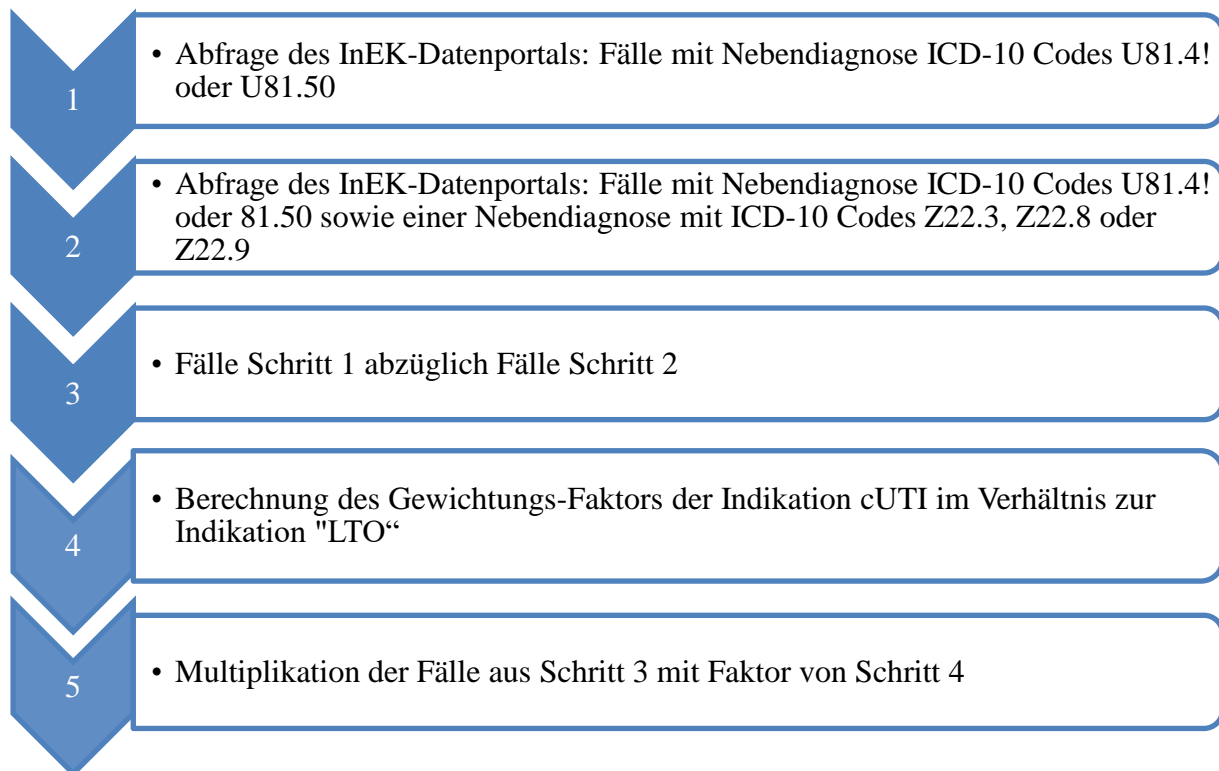 1
• Abfrage des InEK-Datenportals: Fälle mit Nebendiagnose ICD-10 Codes U81.4!
oder U81.50
2
• Abfrage des InEK-Datenportals: Fälle mit Nebendiagnose ICD-10 Codes U81.4!
oder 81.50 sowie einer Nebendiagnose mit ICD-10 Codes Z22.3, Z22.8 oder
Z22.9
3
• Fälle Schritt 1 abzüglich Fälle Schritt 2
4
• Berechnung des Gewichtungs-Faktors der Indikation cUTI im Verhältnis zur
Indikation "LTO“
5
• Multiplikation der Fälle aus Schritt 3 mit Faktor von Schritt 4